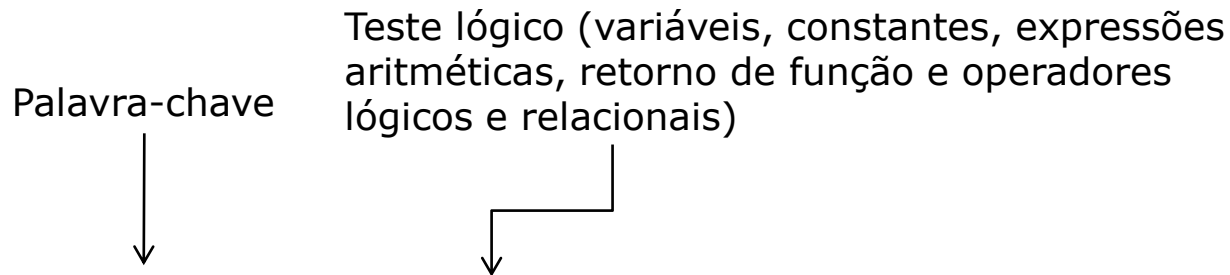 Palavra-chave
Teste lógico (variáveis, constantes, expressões
aritméticas, retorno de função e operadores
lógicos e relacionais)